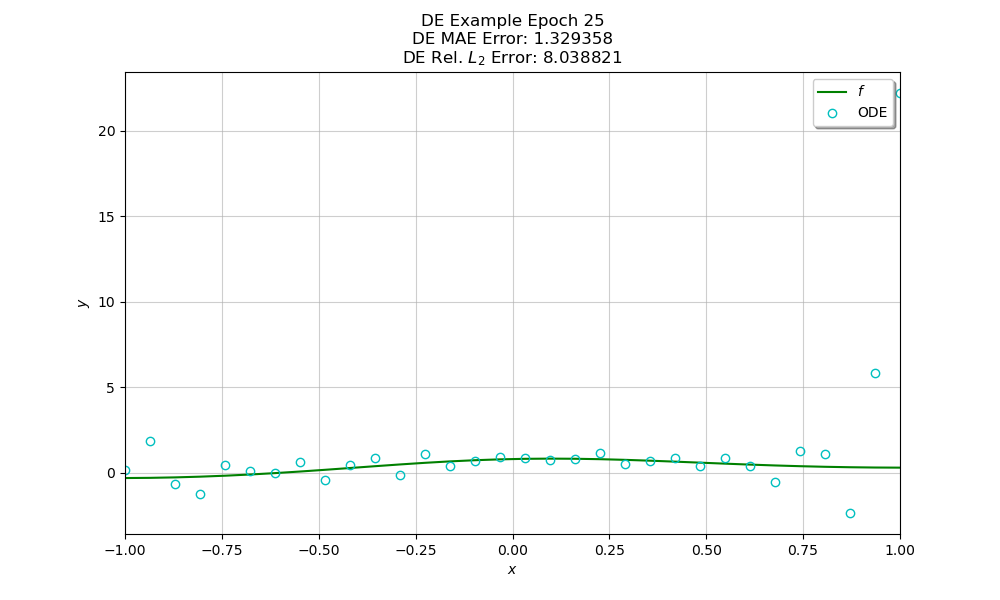 DE Example Epoch 25
DE MAE Error: 1.329358
DE Rel. $L_2$ Error: 8.038821
f
ODE
20
15
10
5
0
y
−1.00 −0.75 −0.50 −0.25 0.00 0.25 0.50 0.75 1.00
x